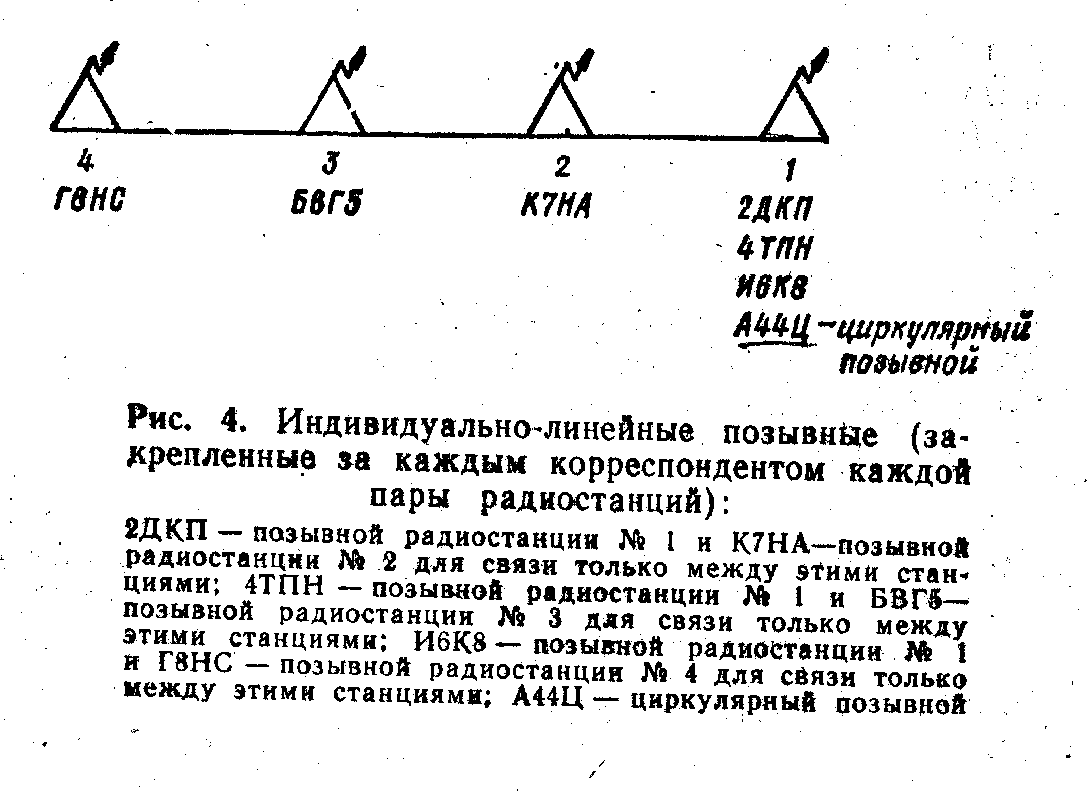 4 3 2 1
Г8НС БВГ5 К7НА 2ДКП
4ТПН
И6К8
А44Ц - циркулярный
позывной
Рис. 4. Индивидуально-линейные позывные (за-
крепленные за каждым корреспондентом каждой
пары радиостанций):
2ДКП — позывной радиостанции № 1 и К7НА—позывной
радиостанции № 2 для связи только между этими стан-
циями; 4ТПН — позывной радиостанции № 1 и БВГ5—
позывной радиостанции № 3 для связи только между
этими станциями; И6К8 — позывной радиостанции № 1
и Г8НС — позывной радиостанции № 4 для связи только
между этими станциями; А44Ц — циркулярный позывной